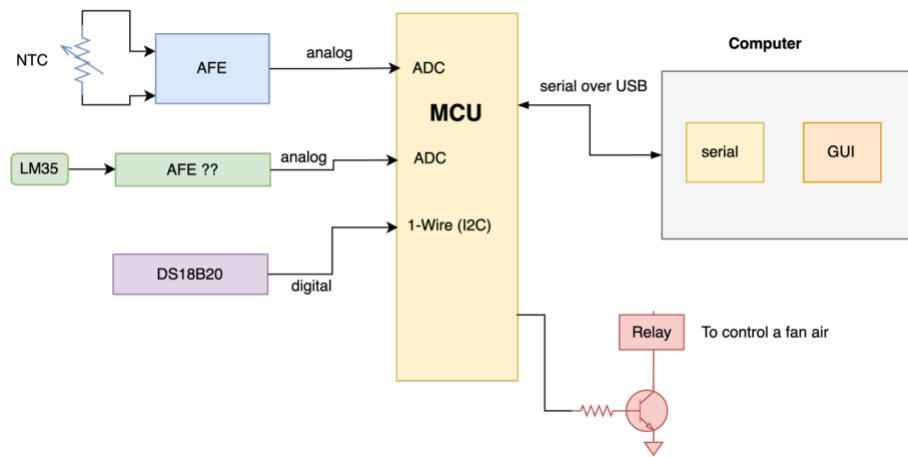 NTC
AFE
analog
ADC
MCU
serial over USB
Computer
serial
GUI
LM35
AFE ??
analog
ADC
1-Wire (I2C)
DS18B20
digital
Relay
To control a fan air